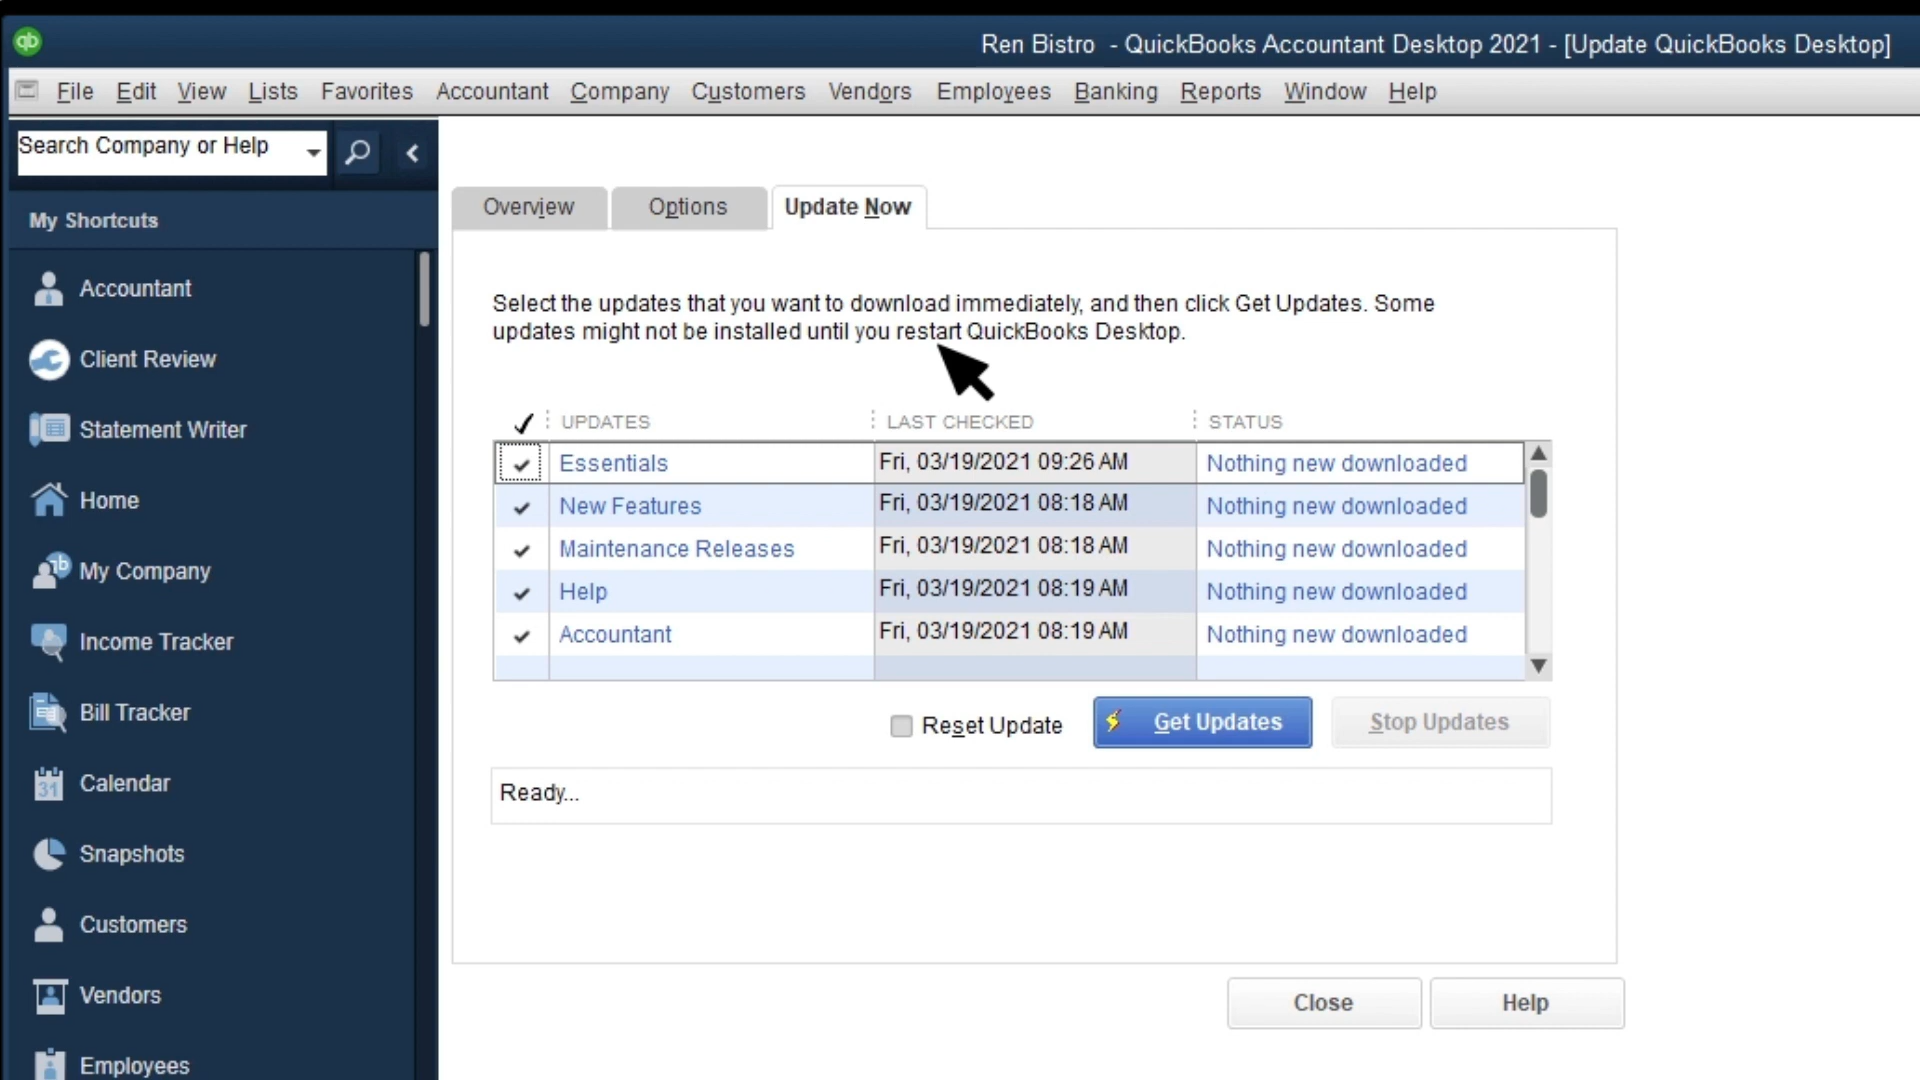 qb
Ren Bistro - QuickBooks Accountant Desktop 2021 - [Update QuickBooks Desktop]
File Edit View Lists Favorites Accountant Company Customers Vendors Employees Banking Reports Window Help
Search Company or Help
My Shortcuts
Accountant
Client Review
Statement Writer
Home
My Company
Income Tracker
Bill Tracker
31
Calendar
Snapshots
Customers
Vendors
Employees
Overview Options Update Now
Select the updates that you want to download immediately, and then click Get Updates. Some
updates might not be installed until you restart QuickBooks Desktop.
UPDATES LAST CHECKED STATUS
Essentials Fri, 03/19/2021 09:26 AM Nothing new downloaded
New Features Fri, 03/19/2021 08:18 AM Nothing new downloaded
Maintenance Releases Fri, 03/19/2021 08:18 AM Nothing new downloaded
Help Fri, 03/19/2021 08:19 AM Nothing new downloaded
Accountant Fri, 03/19/2021 08:19 AM Nothing new downloaded
Reset Update Get Updates Stop Updates
Ready...
Close Help